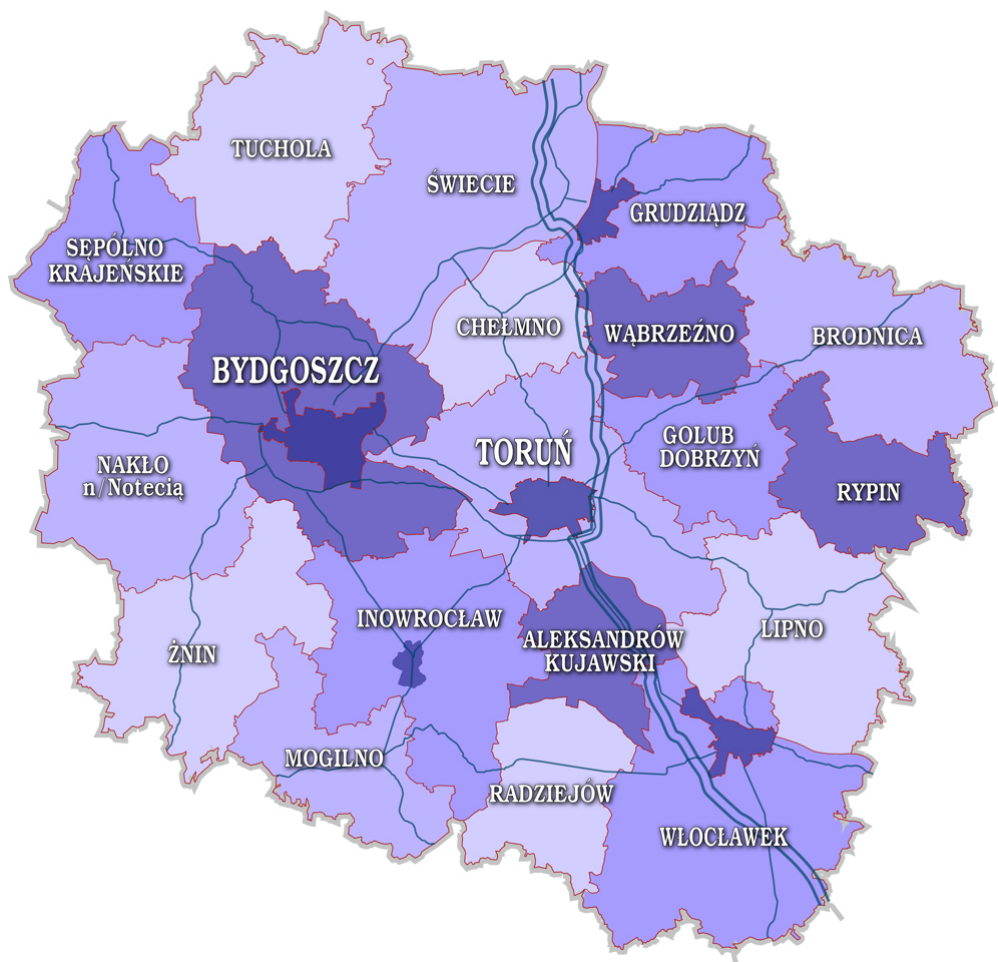 TUCHOLA
ŚWIECIE
GRUDZIĄDZ
SĘPÓLNO
KRAJEŃSKIE
CHEŁMNO
WĄBRZEŹNO
BRODNICA
BYDGOSZCZ
TORUŃ
GOLUB
DOBRZYŃ
NAKŁO
n/Notecią
RYPIN
INOWROCŁAW
ALEKSANDRÓW
KUJAWSKI
LIPNO
ŻNIN
MOGILNO
RADZIEJÓW
WŁOCŁAWEK